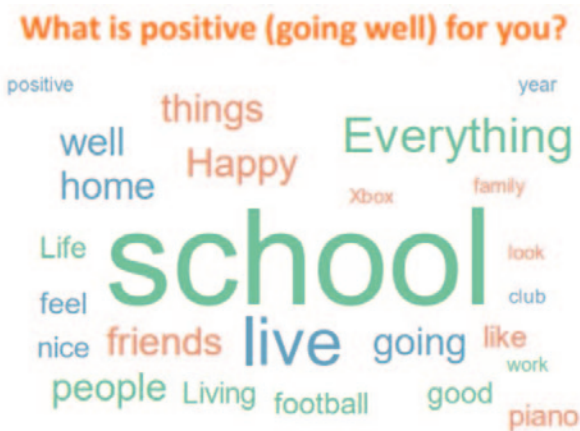 What is positive (going well) for you?
positive year
things
well Everything
Happy
home
Xbox family
Life school look
feel club
nice friends live going like
work
people Living football good
piano